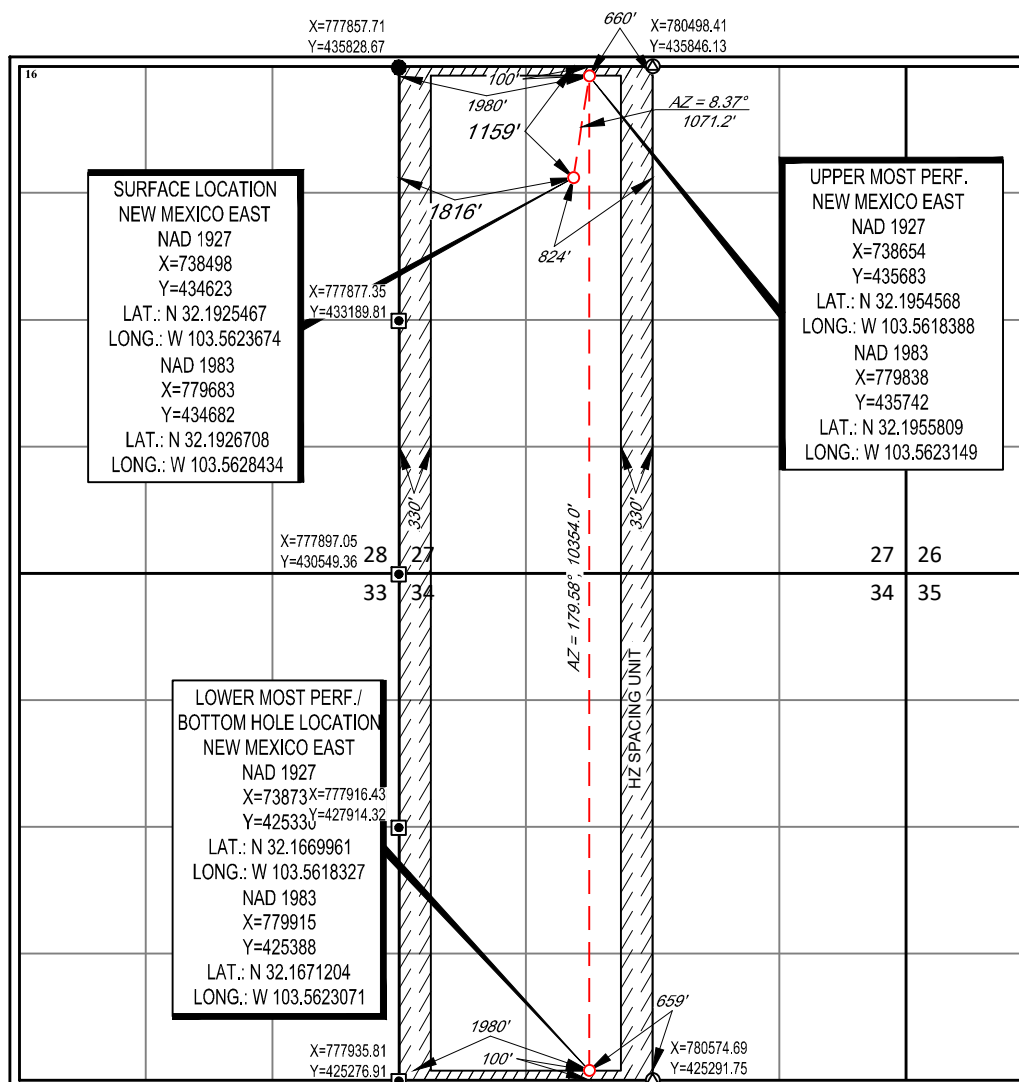 X=777857.71
Y=435828.67
660'
X=780498.41
Y=435846.13
16
100'
1980'
1159'
AZ = 8.37°
1071.2'
SURFACE LOCATION
NEW MEXICO EAST
NAD 1927
X=738498
Y=434623
LAT.: N 32.1925467
LONG.: W 103.5623674
NAD 1983
X=779683
Y=434682
LAT.: N 32.1926708
LONG.: W 103.5628434
1816'
824'
X=777877.35
Y=433189.81
UPPER MOST PERF.
NEW MEXICO EAST
NAD 1927
X=738654
Y=435683
LAT.: N 32.1954568
LONG.: W 103.5618388
NAD 1983
X=779838
Y=435742
LAT.: N 32.1955809
LONG.: W 103.5623149
330'
330'
X=777897.05
Y=430549.36
28 27
33 34
27 26
34 35
AZ = 179.58°, 10354.0'
HZ SPACING UNIT
LOWER MOST PERF./
BOTTOM HOLE LOCATION
NEW MEXICO EAST
NAD 1927
X=73873
Y=425330
LAT.: N 32.1669961
LONG.: W 103.5618327
NAD 1983
X=779915
Y=425388
LAT.: N 32.1671204
LONG.: W 103.5623071
X=777916.43
Y=427914.32
1980'
100'
659'
X=777935.81
Y=425276.91
X=780574.69
Y=425291.75